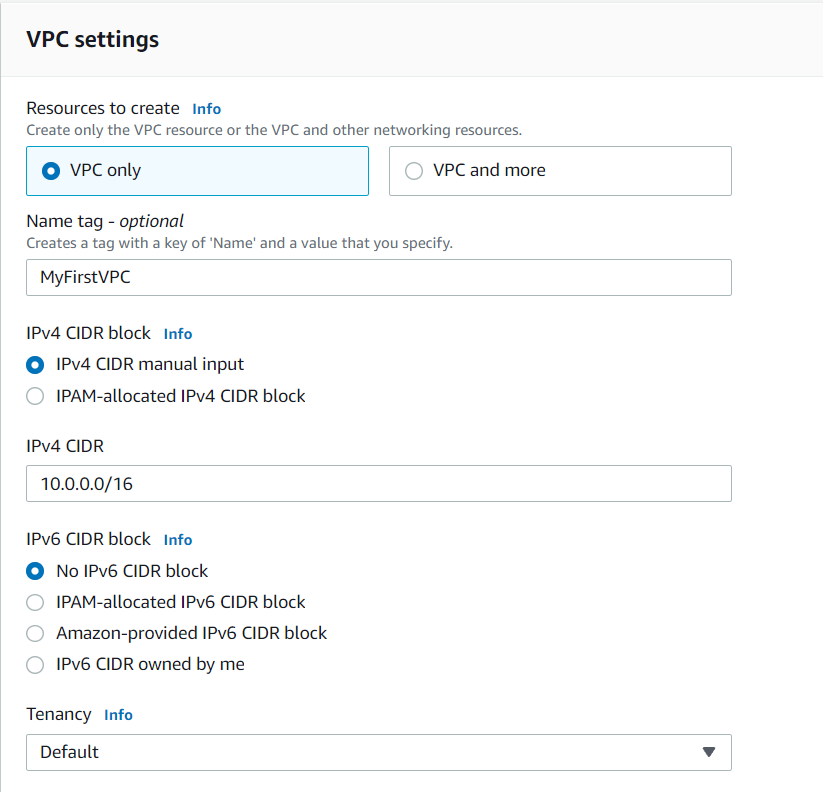 VPC settings
Resources to create Info
Create only the VPC resource or the VPC and other networking resources.
VPC only
VPC and more
Name tag - optional
Creates a tag with a key of 'Name' and a value that you specify.
MyFirstVPC
IPv4 CIDR block Info
IPv4 CIDR manual input
IPAM-allocated IPv4 CIDR block
IPv4 CIDR
10.0.0.0/16
IPv6 CIDR block Info
No IPv6 CIDR block
IPAM-allocated IPv6 CIDR block
Amazon-provided IPv6 CIDR block
IPv6 CIDR owned by me
Tenancy Info
Default